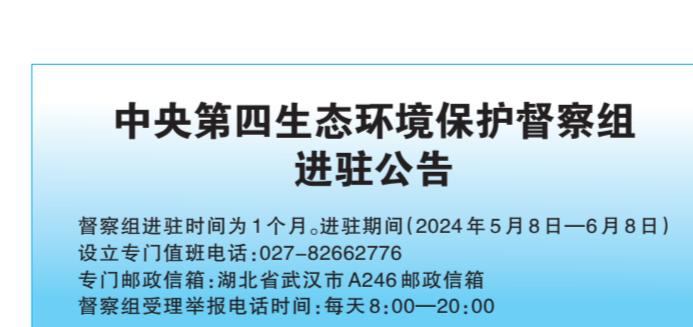 中央第四生态环境保护督察组
进驻公告
督察组进驻时间为1个月。进驻期间(2024年5月8日—6月8日)
设立专门值班电话:027-82662776
专门邮政信箱:湖北省武汉市A246邮政信箱
督察组受理举报电话时间:每天8:00—20:00